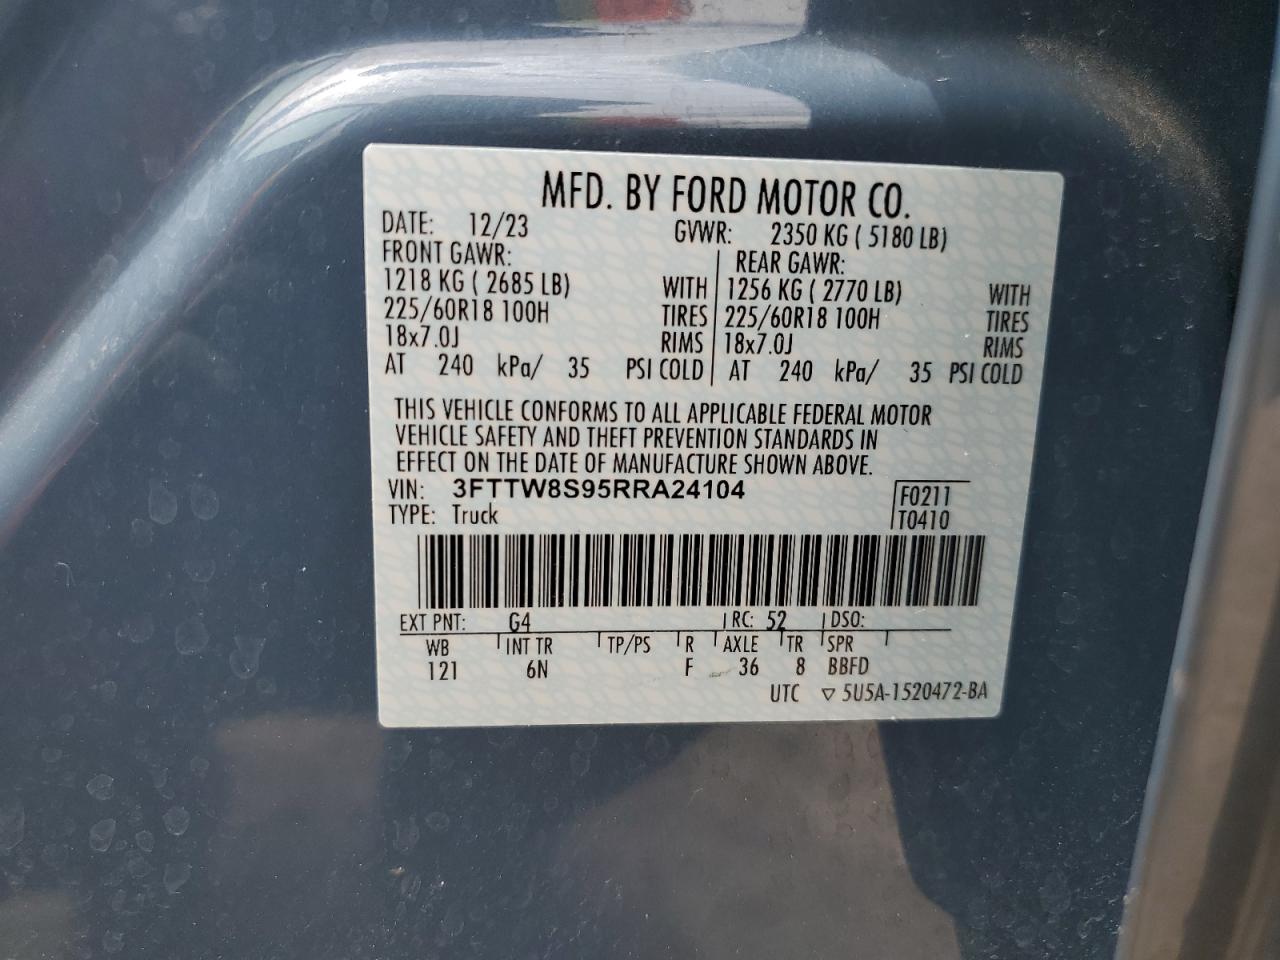 MFD. BY FORD MOTOR CO.
DATE: 12/23 GVWR: 2350 KG ( 5180 LB)
FRONT GAWR: REAR GAWR:
1218 KG ( 2685 LB) WITH 1256 KG ( 2770 LB) WITH
225/60R18 100H TIRES 225/60R18 100H TIRES
18x7.0J RIMS 18x7.0J RIMS
AT 240 kPa/ 35 PSI COLD AT 240 kPa/ 35 PSI COLD
THIS VEHICLE CONFORMS TO ALL APPLICABLE FEDERAL MOTOR
VEHICLE SAFETY AND THEFT PREVENTION STANDARDS IN
EFFECT ON THE DATE OF MANUFACTURE SHOWN ABOVE.
VIN: 3FTTW8S95RRA24104 F0211
TYPE: Truck T0410
EXT PNT: G4 RC: 52 DSO:
WB INT TR TP/PS R AXLE TR SPR
121 6N F 36 8 BBFD
UTC ▽ 5U5A-1520472-BA